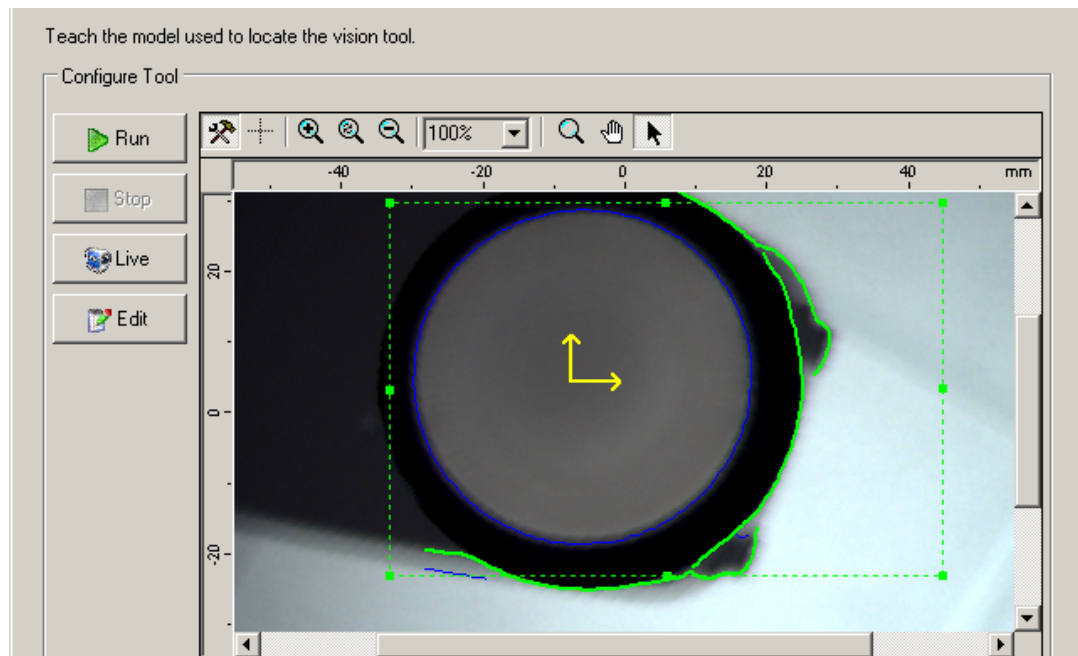 Teach the model used to locate the vision tool.
Configure Tool
Run
100%
-40 -20 0 20 40 mm
Stop
Live
20
Edit
0
-20